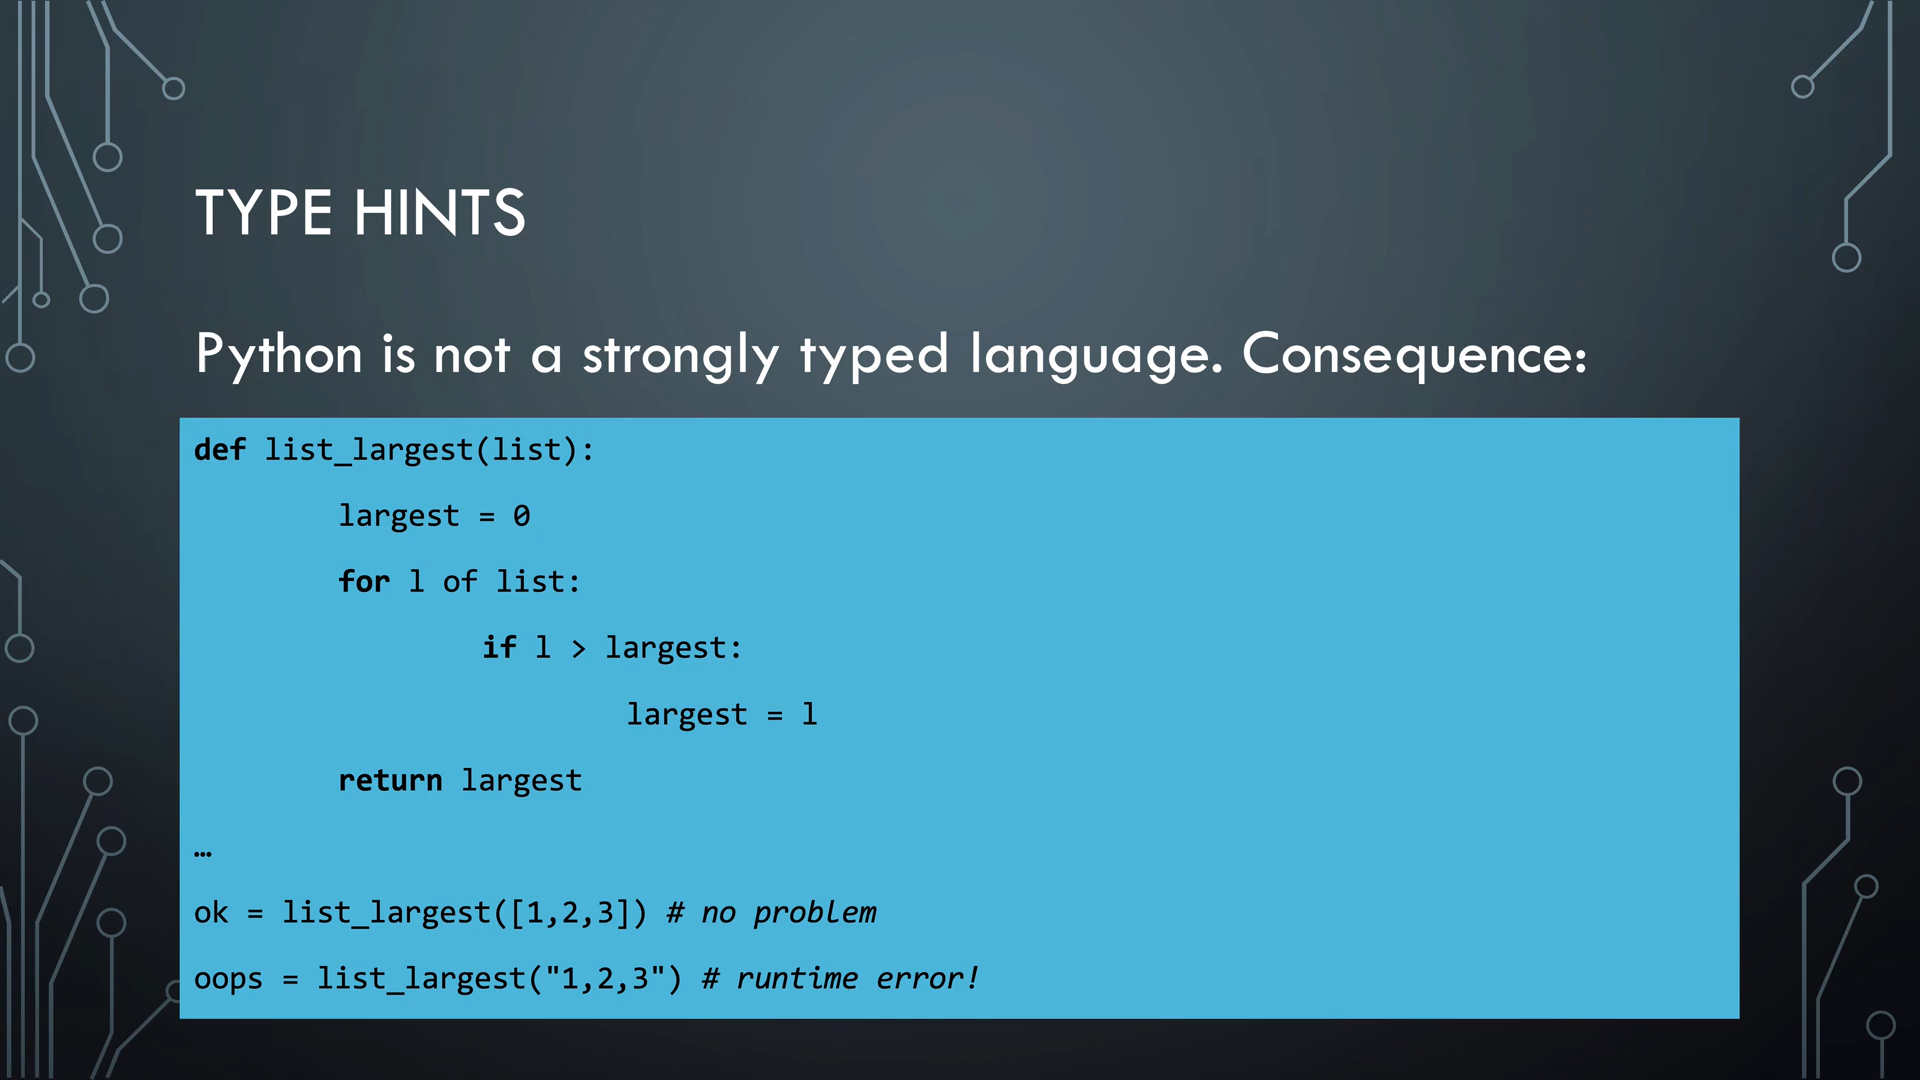 TYPE HINTS
Python is not a strongly typed language. Consequence:
def list_largest(list):
largest = 0
for l of list:
if l > largest:
largest = l
return largest
…
ok = list_largest([1,2,3]) # no problem
oops = list_largest("1,2,3") # runtime error!